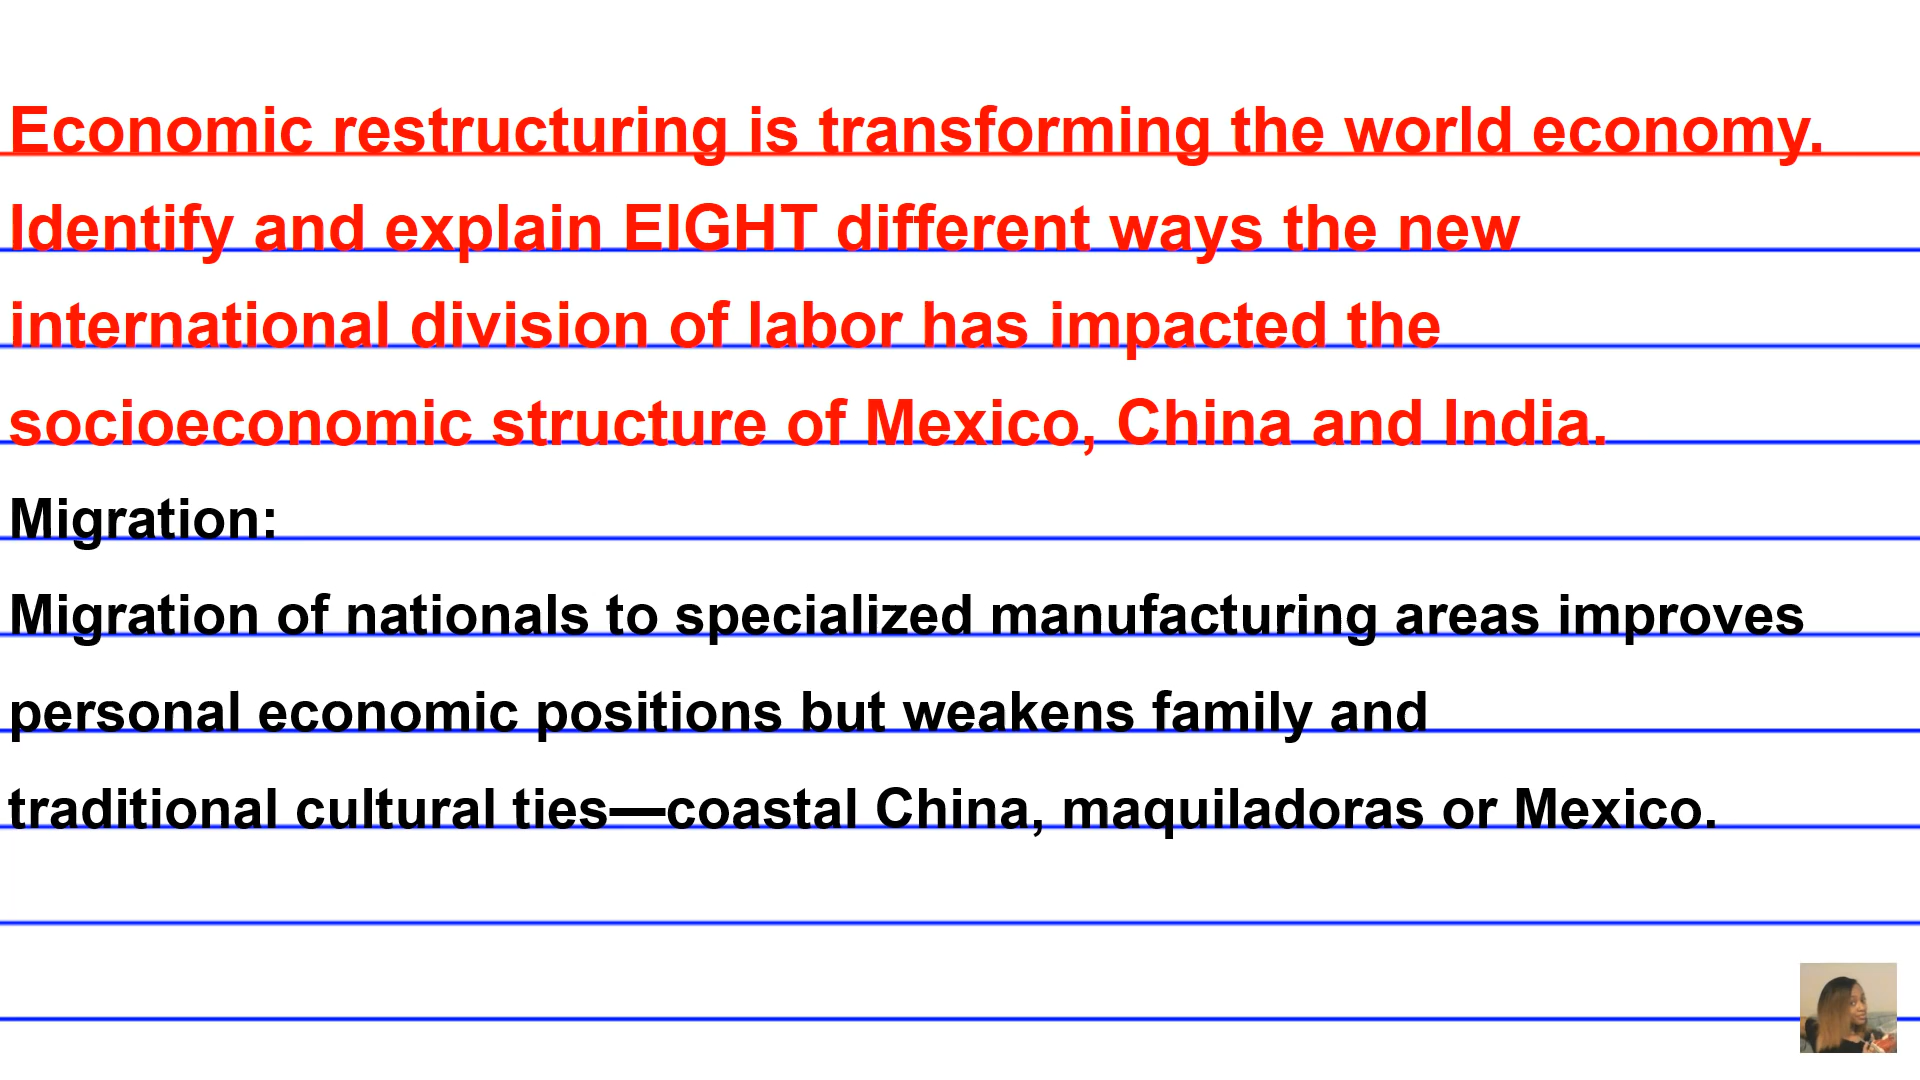 Economic restructuring is transforming the world economy.
Identify and explain EIGHT different ways the new
international division of labor has impacted the
socioeconomic structure of Mexico, China and India.
Migration:
Migration of nationals to specialized manufacturing areas improves
personal economic positions but weakens family and
traditional cultural ties—coastal China, maquiladoras or Mexico.